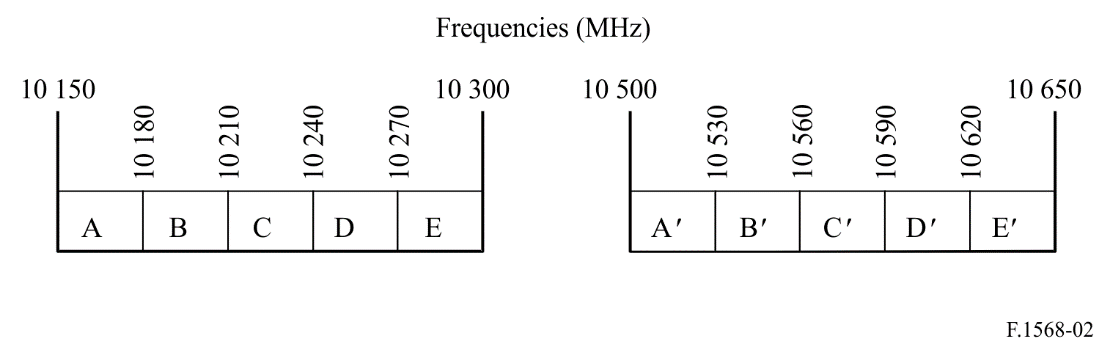 Frequencies (MHz)
10 150 10 300 10 500 10 650
10 180 10 210 10 240 10 270 10 530 10 560 10 590 10 620
A B C D E A′ B′ C′ D′ E′
F.1568-02